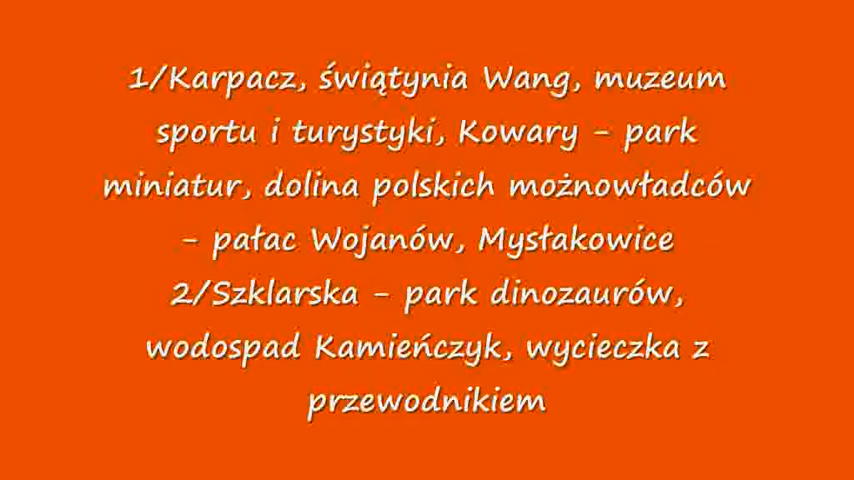 1/Karpacz, świątynia Wang, muzeum
sportu i turystyki, Kowary - park
miniatur, dolina polskich możnowładców
- pałac Wojanów, Mysłakowice
2/Szklarska - park dinozaurów,
wodospad Kamieńczyk, wycieczka z
przewodnikiem